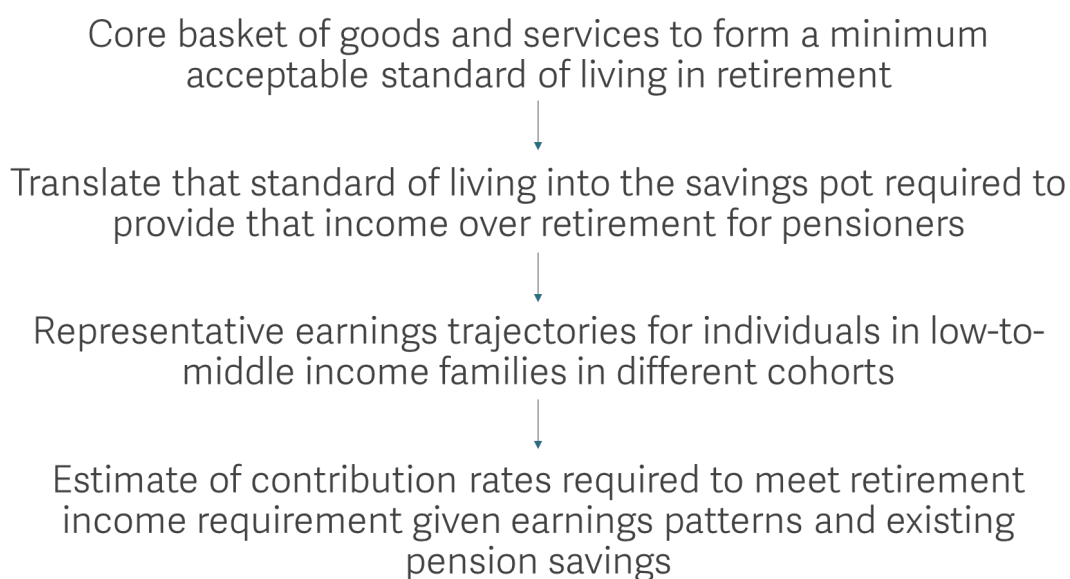 Core basket of goods and services to form a minimum
acceptable standard of living in retirement
Translate that standard of living into the savings pot required to
provide that income over retirement for pensioners
Representative earnings trajectories for individuals in low-to-
middle income families in different cohorts
Estimate of contribution rates required to meet retirement
income requirement given earnings patterns and existing
pension savings